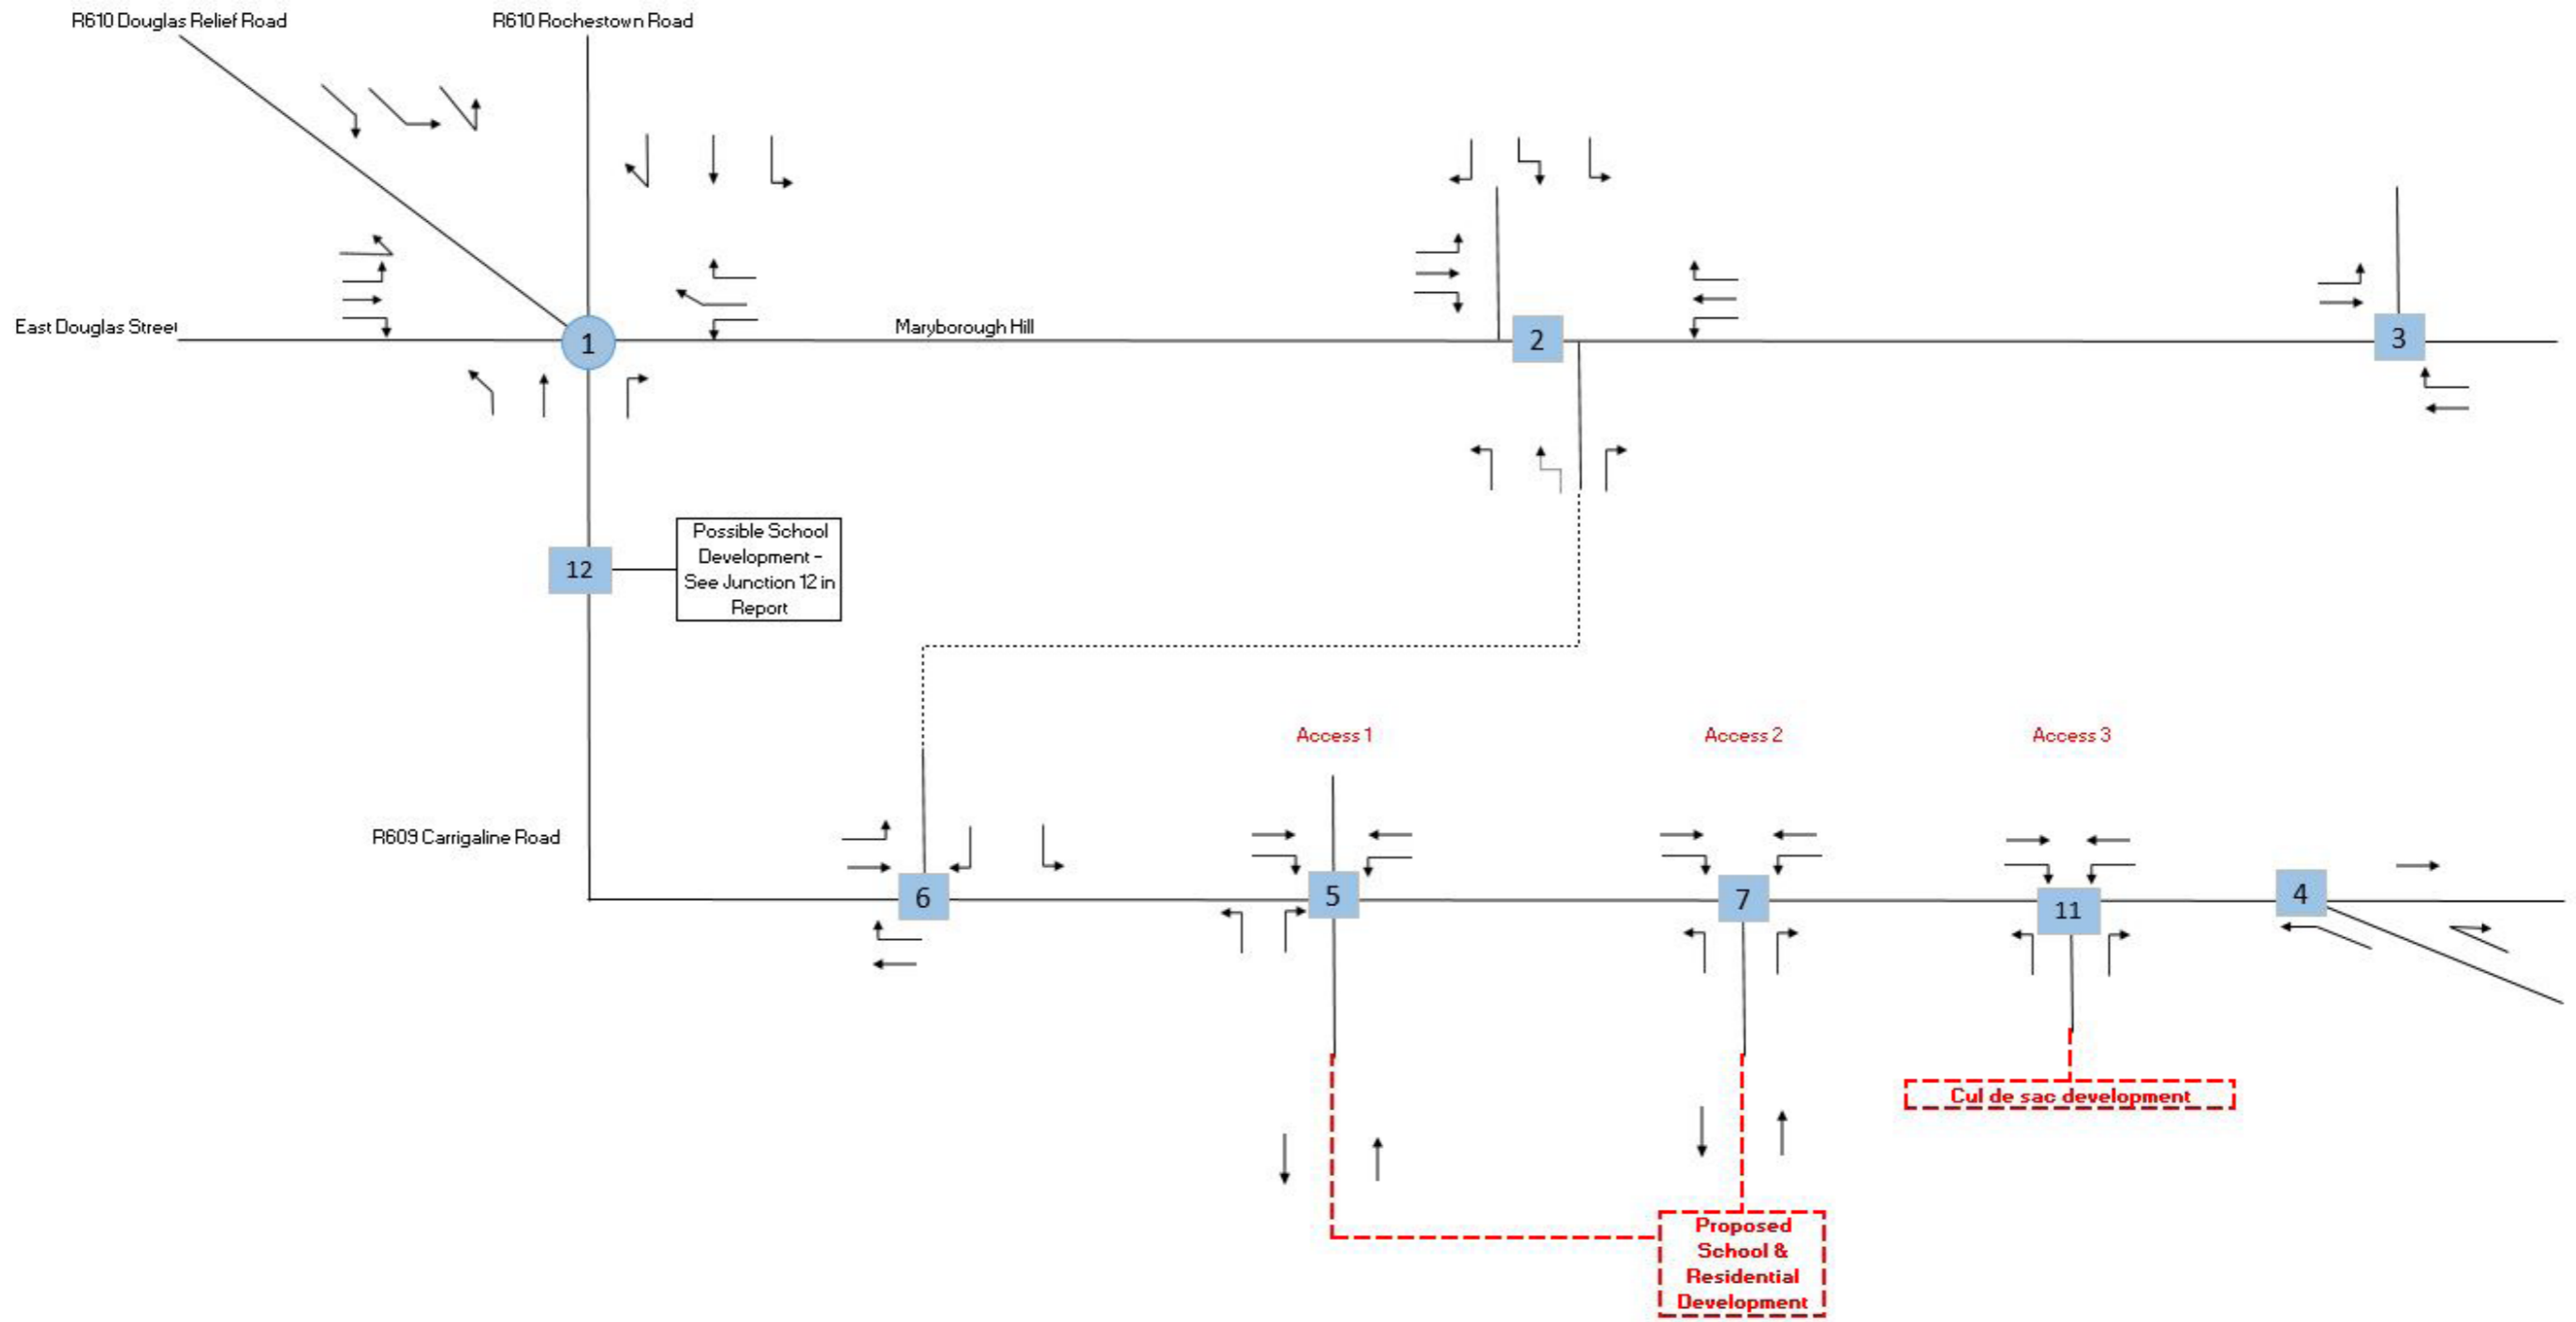 R610 Douglas Relief Road
R610 Rochestown Road
East Douglas Street
1
Maryborough Hill
2
3
12
Possible School
Development -
See Junction 12 in
Report
Access 1
Access 2
Access 3
R609 Carrigaline Road
6
5
7
11
4
Cul de sac development
Proposed
School &
Residential
Development